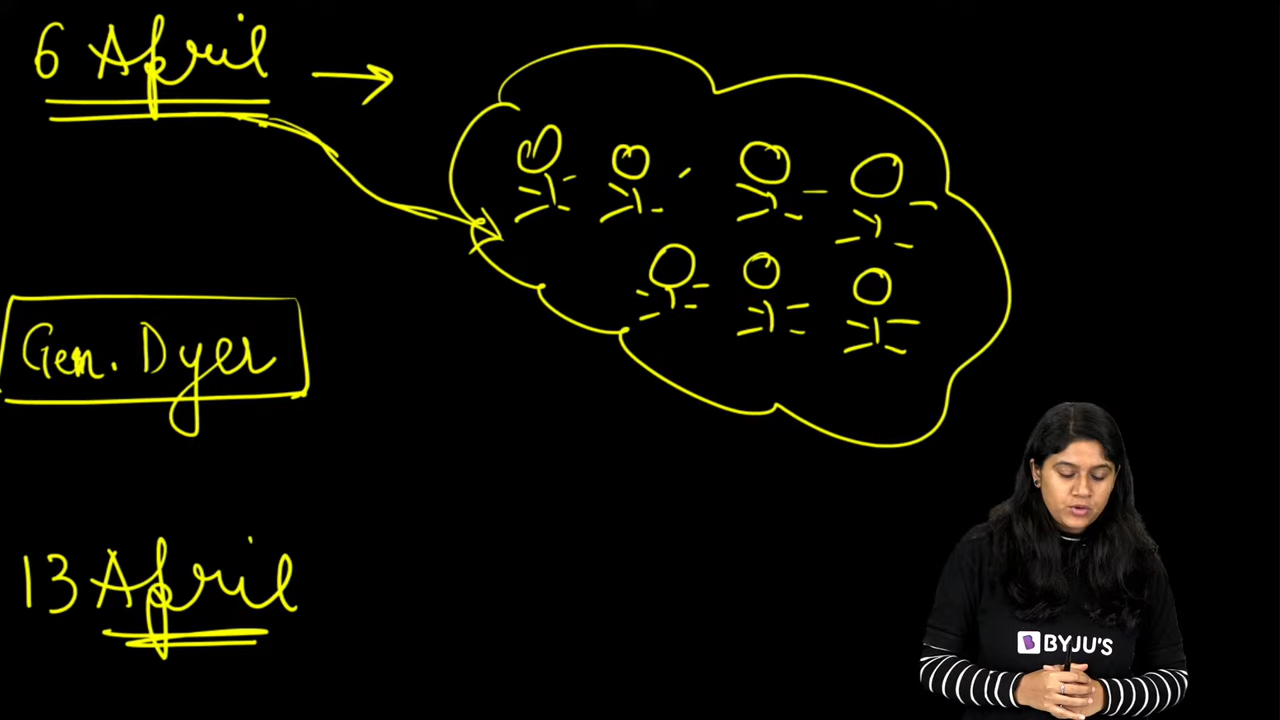 6 April →
Gen. Dyer
13 April
B BYJU'S